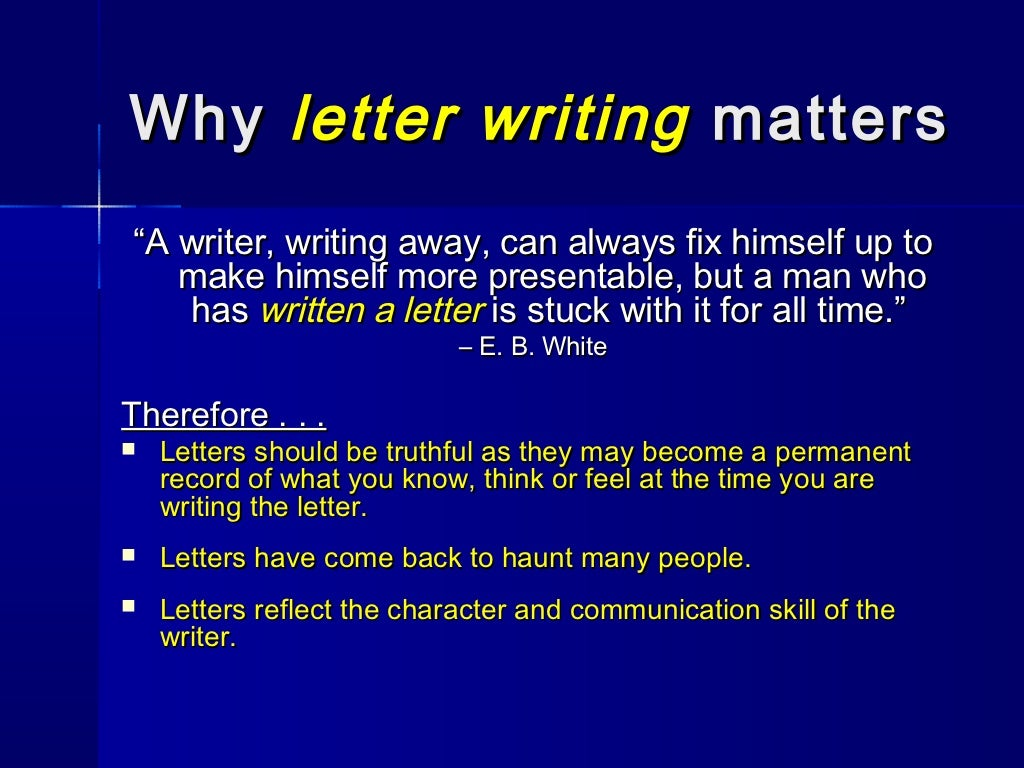 Why letter writing matters
“A writer, writing away, can always fix himself up to
make himself more presentable, but a man who
has written a letter is stuck with it for all time.”
– E. B. White
Therefore . . .
Letters should be truthful as they may become a permanent
record of what you know, think or feel at the time you are
writing the letter.
Letters have come back to haunt many people.
Letters reflect the character and communication skill of the
writer.